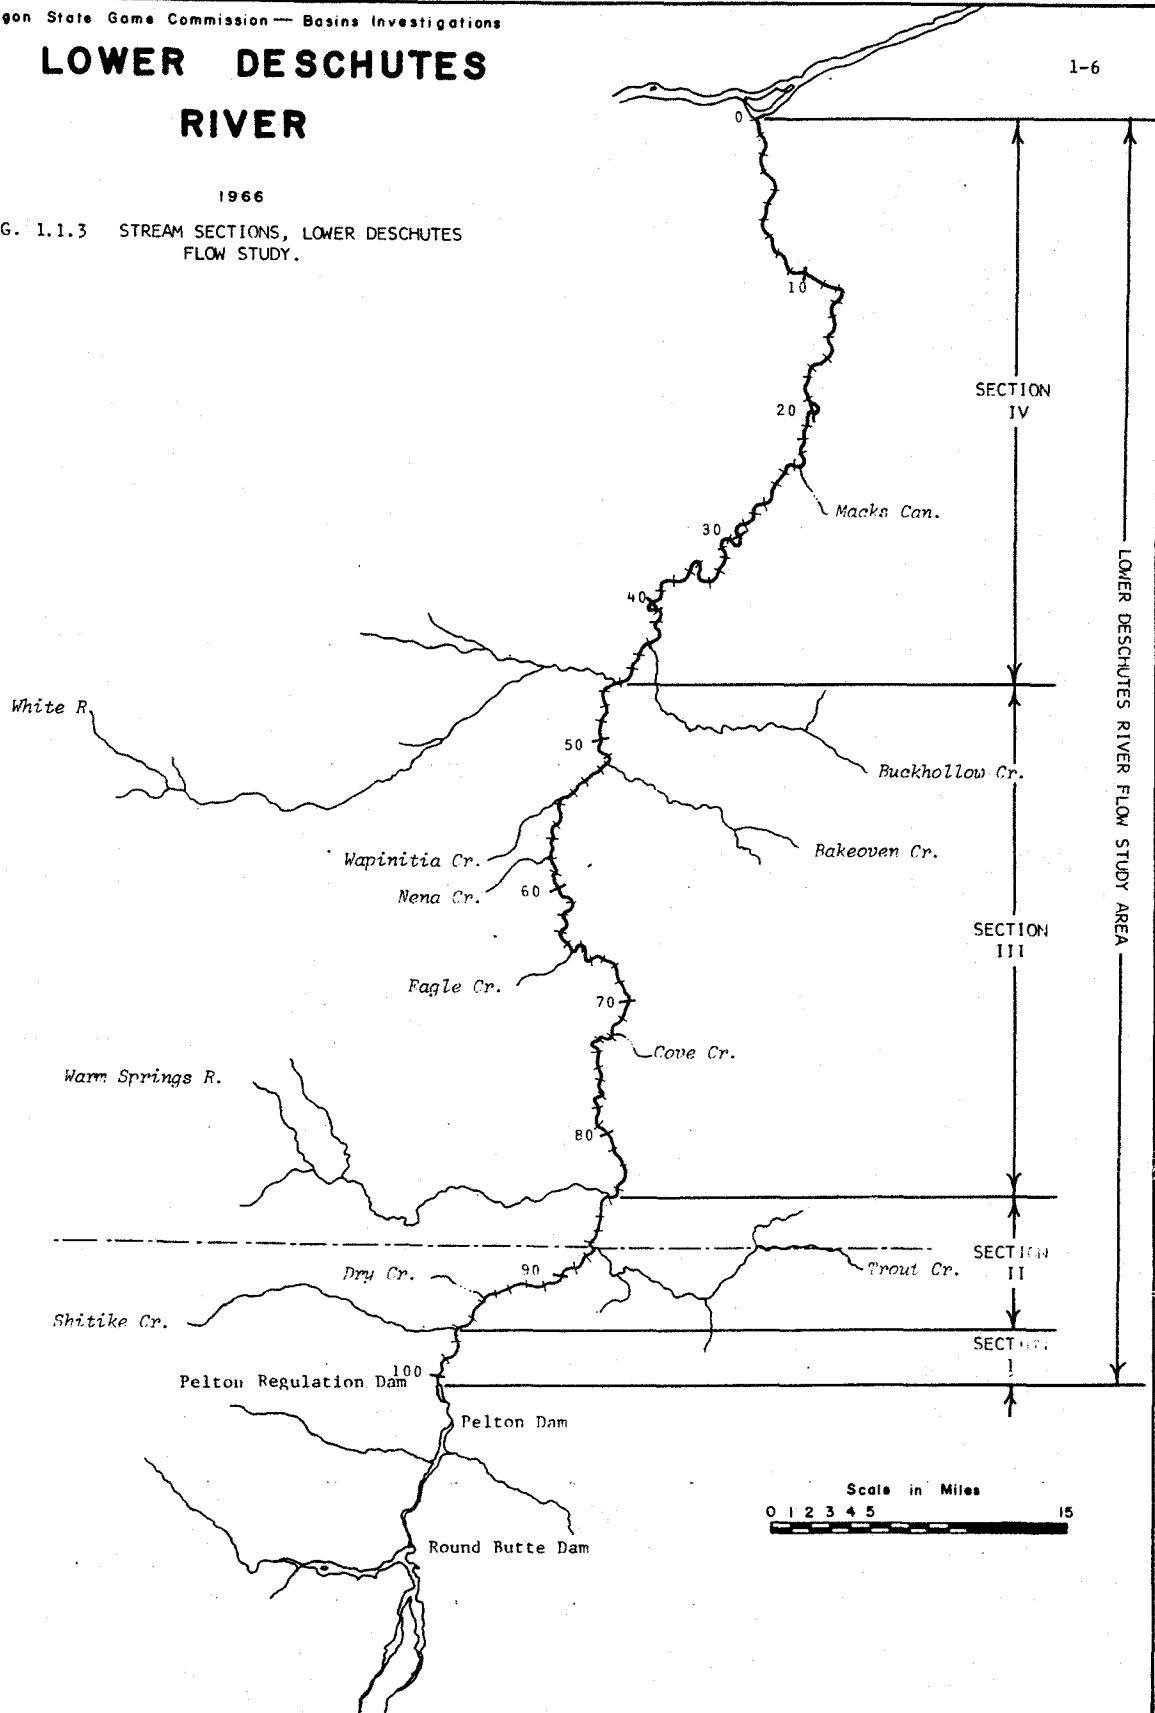 gon State Game Commission — Basins Investigations
LOWER DESCHUTES
RIVER
1-6
1966
G. 1.1.3 STREAM SECTIONS, LOWER DESCHUTES
FLOW STUDY.
0
10
SECTION
IV
20
Macks Can.
30
40
LOWER DESCHUTES RIVER FLOW STUDY AREA
White R.
50
Buckhollow Cr.
Wapinitia Cr.
Bakeoven Cr.
Nena Cr.
60
SECTION
III
Eagle Cr.
70
Cove Cr.
Warm Springs R.
80
SECTION
II
Dry Cr.
90
Trout Cr.
Shitike Cr.
SECT
I
100
Pelton Regulation Dam
Pelton Dam
Scale in Miles
0 1 2 3 4 5 15
Round Butte Dam